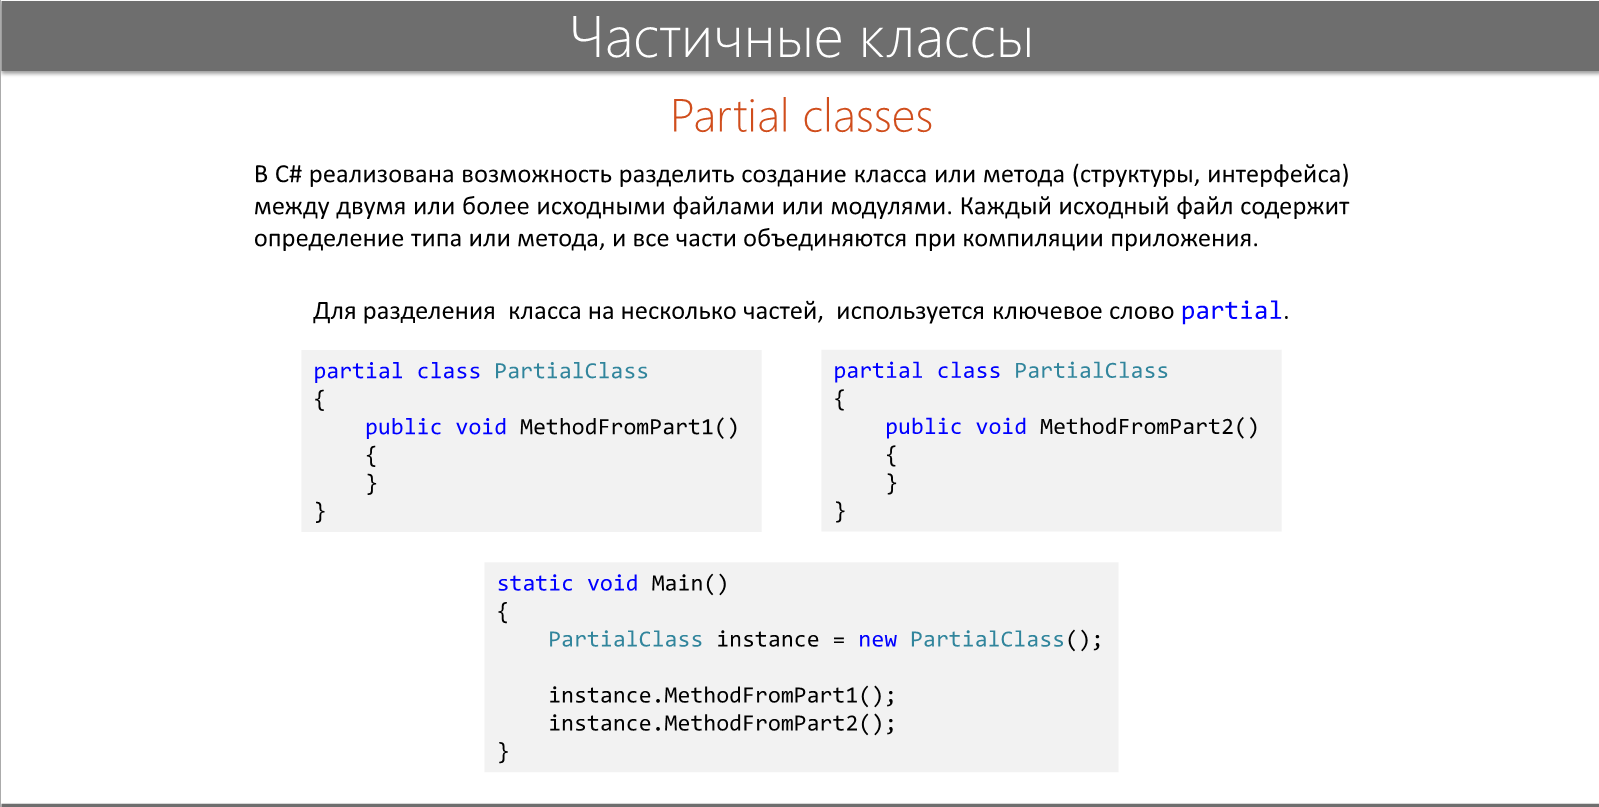 Частичные классы
Partial classes
В C# реализована возможность разделить создание класса или метода (структуры, интерфейса)
между двумя или более исходными файлами или модулями. Каждый исходный файл содержит
определение типа или метода, и все части объединяются при компиляции приложения.
Для разделения  класса на несколько частей,  используется ключевое слово partial.
partial class PartialClass
{
    public void MethodFromPart1()
    {
    }
}
partial class PartialClass
{
    public void MethodFromPart2()
    {
    }
}
static void Main()
{
    PartialClass instance = new PartialClass();
    instance.MethodFromPart1();
    instance.MethodFromPart2();
}